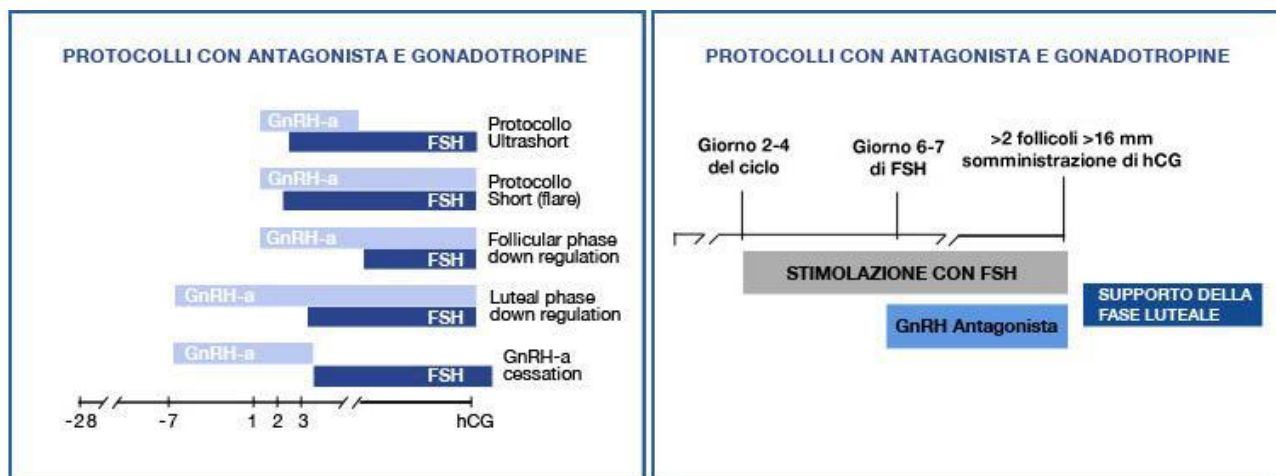 PROTOCOLLI CON ANTAGONISTA E GONADOTROPINE
GnRH-a
FSH
Protocollo
Ultrashort
GnRH-a
FSH
Protocollo
Short (flare)
GnRH-a
FSH
Follicular phase
down regulation
GnRH-a
FSH
Luteal phase
down regulation
GnRH-a
FSH
GnRH-a
cessation
-28 -7 1 2 3 hCG
PROTOCOLLI CON ANTAGONISTA E GONADOTROPINE
Giorno 2-4
del ciclo
Giorno 6-7
di FSH
>2 follicoli >16 mm
somministrazione di hCG
STIMOLAZIONE CON FSH
GnRH Antagonista
SUPPORTO DELLA
FASE LUTEALE